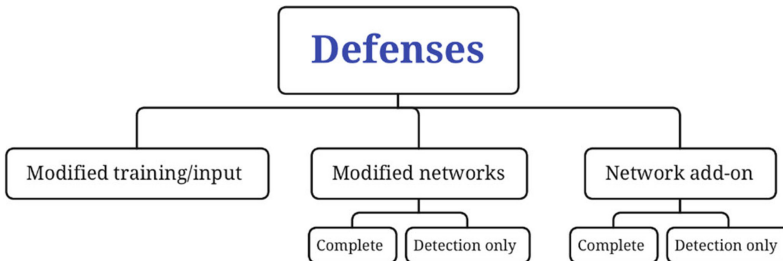 Defenses
Modified training/input
Modified networks
Network add-on
Complete
Detection only
Complete
Detection only